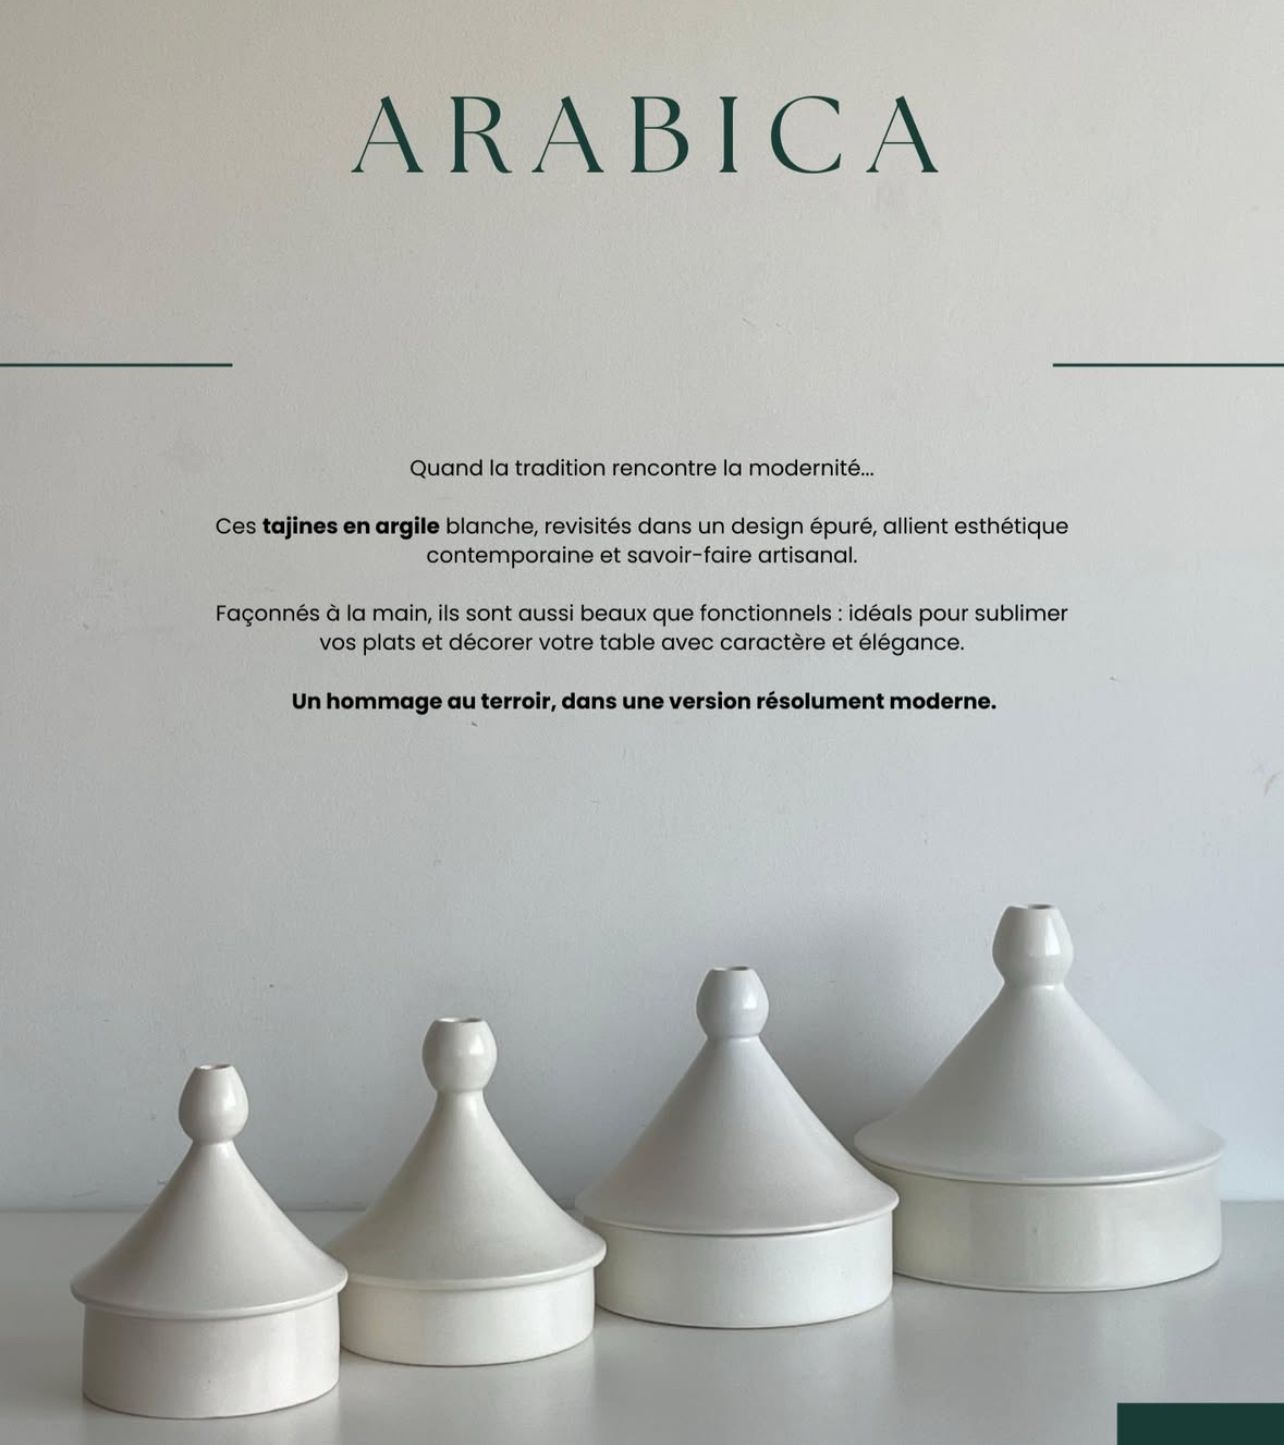 ARABICA
Quand la tradition rencontre la modernité...
Ces tajines en argile blanche, revisités dans un design épuré, allient esthétique
contemporaine et savoir-faire artisanal.
Façonnés à la main, ils sont aussi beaux que fonctionnels : idéals pour sublimer
vos plats et décorer votre table avec caractère et élégance.
Un hommage au terroir, dans une version résolument moderne.